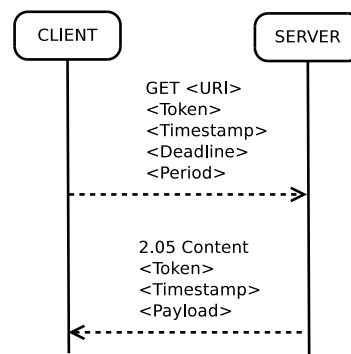 CLIENT
SERVER
GET <URI>
<Token>
<Timestamp>
<Deadline>
<Period>
2.05 Content
<Token>
<Timestamp>
<Payload>